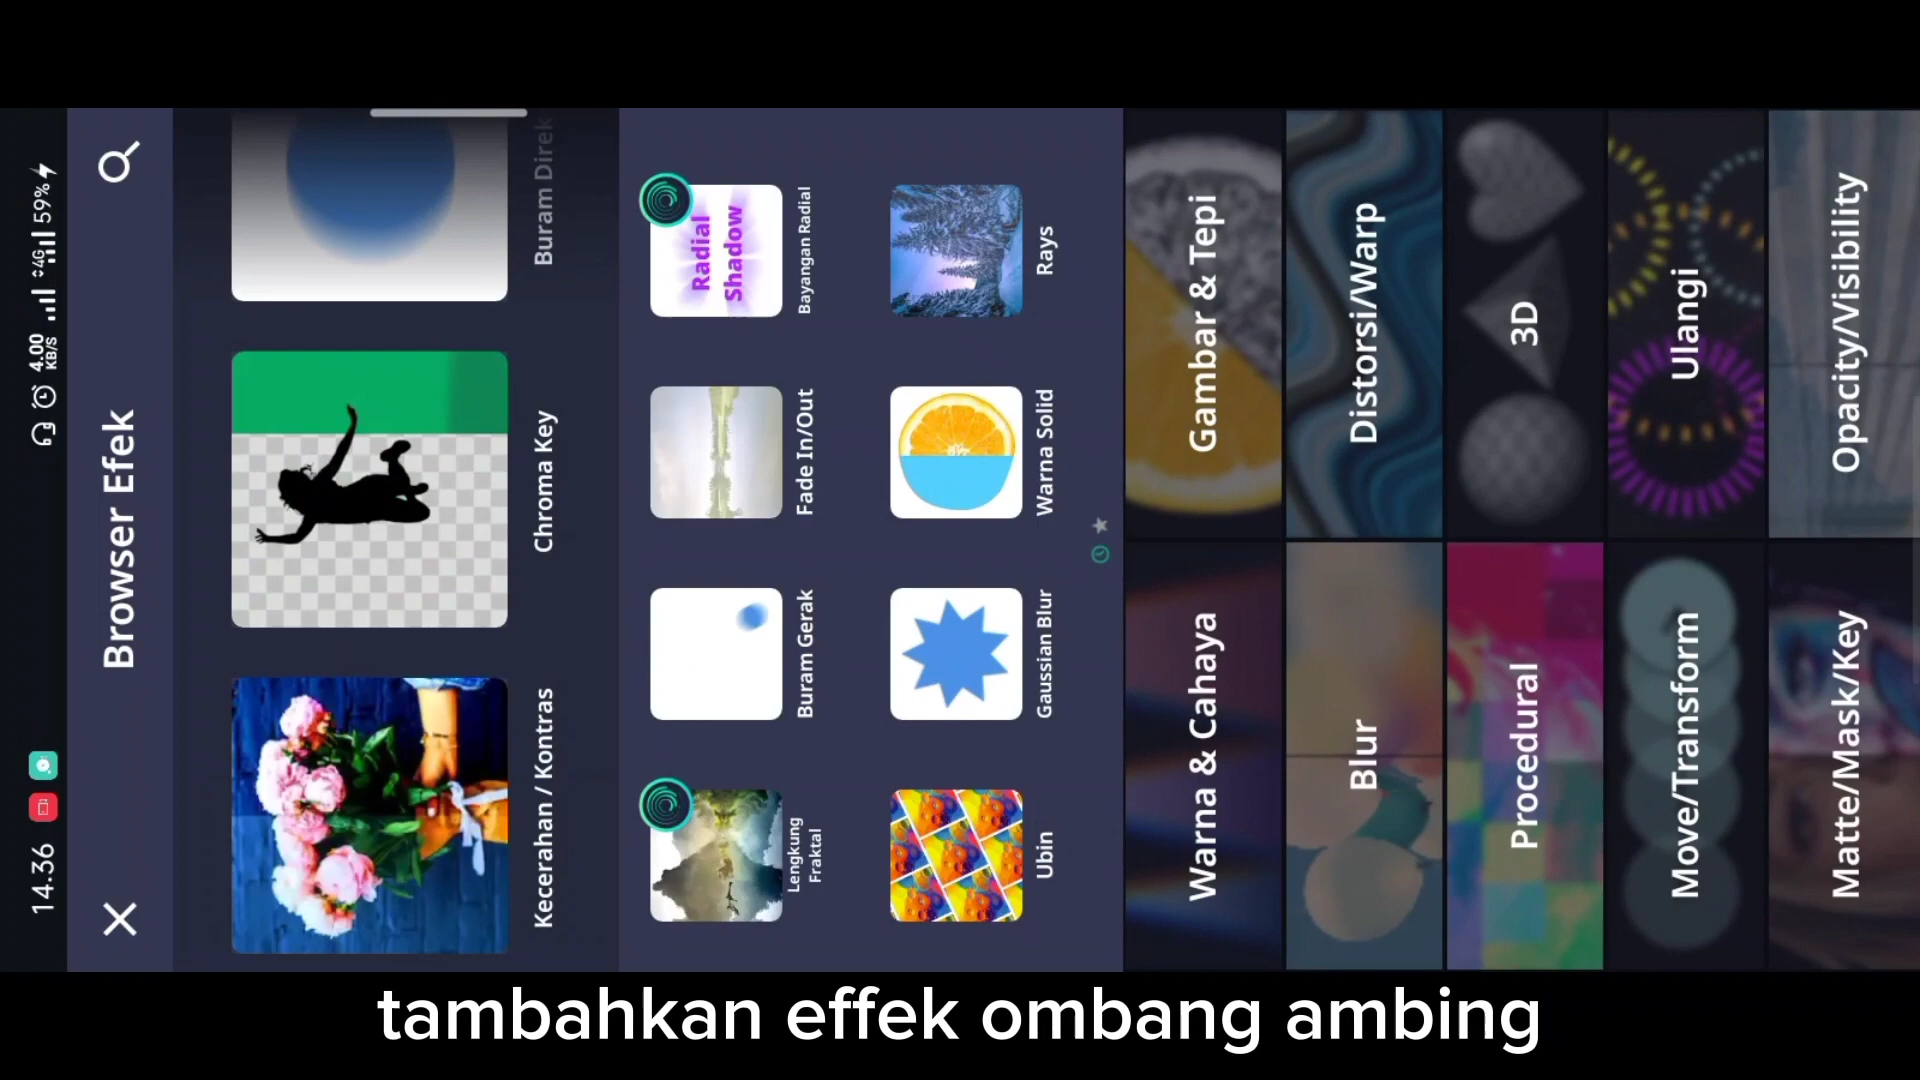 14.36
4.00
KB/S
4G
59%
Browser Efek
Kecerahan / Kontras
Chroma Key
Buram Direk
Radial
Shadow
Lengkung
Fraktal
Buram Gerak
Fade In/Out
Bayangan Radial
Ubin
Gaussian Blur
Warna Solid
Rays
Warna & Cahaya
Gambar & Tepi
Blur
Distorsi/Warp
Procedural
3D
Move/Transform
Ulangi
Matte/Mask/Key
Opacity/Visibility
tambahkan effek ombang ambing